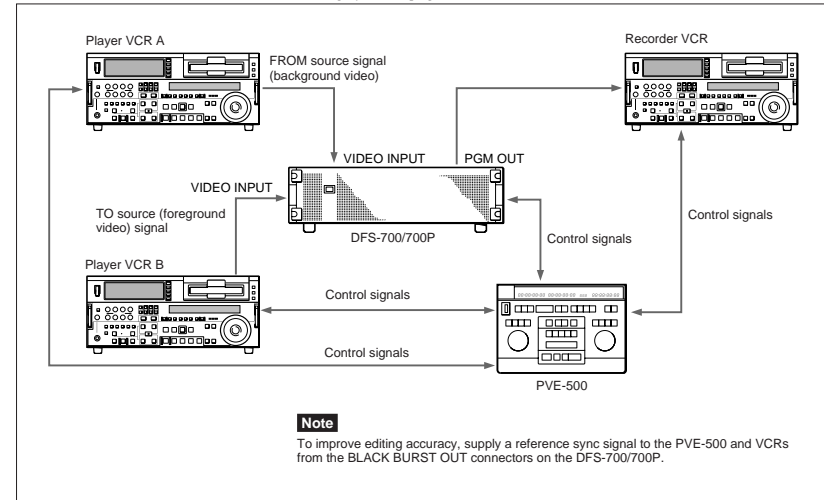 Player VCR A
Recorder VCR
FROM source signal
(background video)
VIDEO INPUT
PGM OUT
VIDEO INPUT
TO source (foreground
video) signal
DFS-700/700P
Control signals
Control signals
Player VCR B
Control signals
Control signals
PVE-500
Note
To improve editing accuracy, supply a reference sync signal to the PVE-500 and VCRs
from the BLACK BURST OUT connectors on the DFS-700/700P.